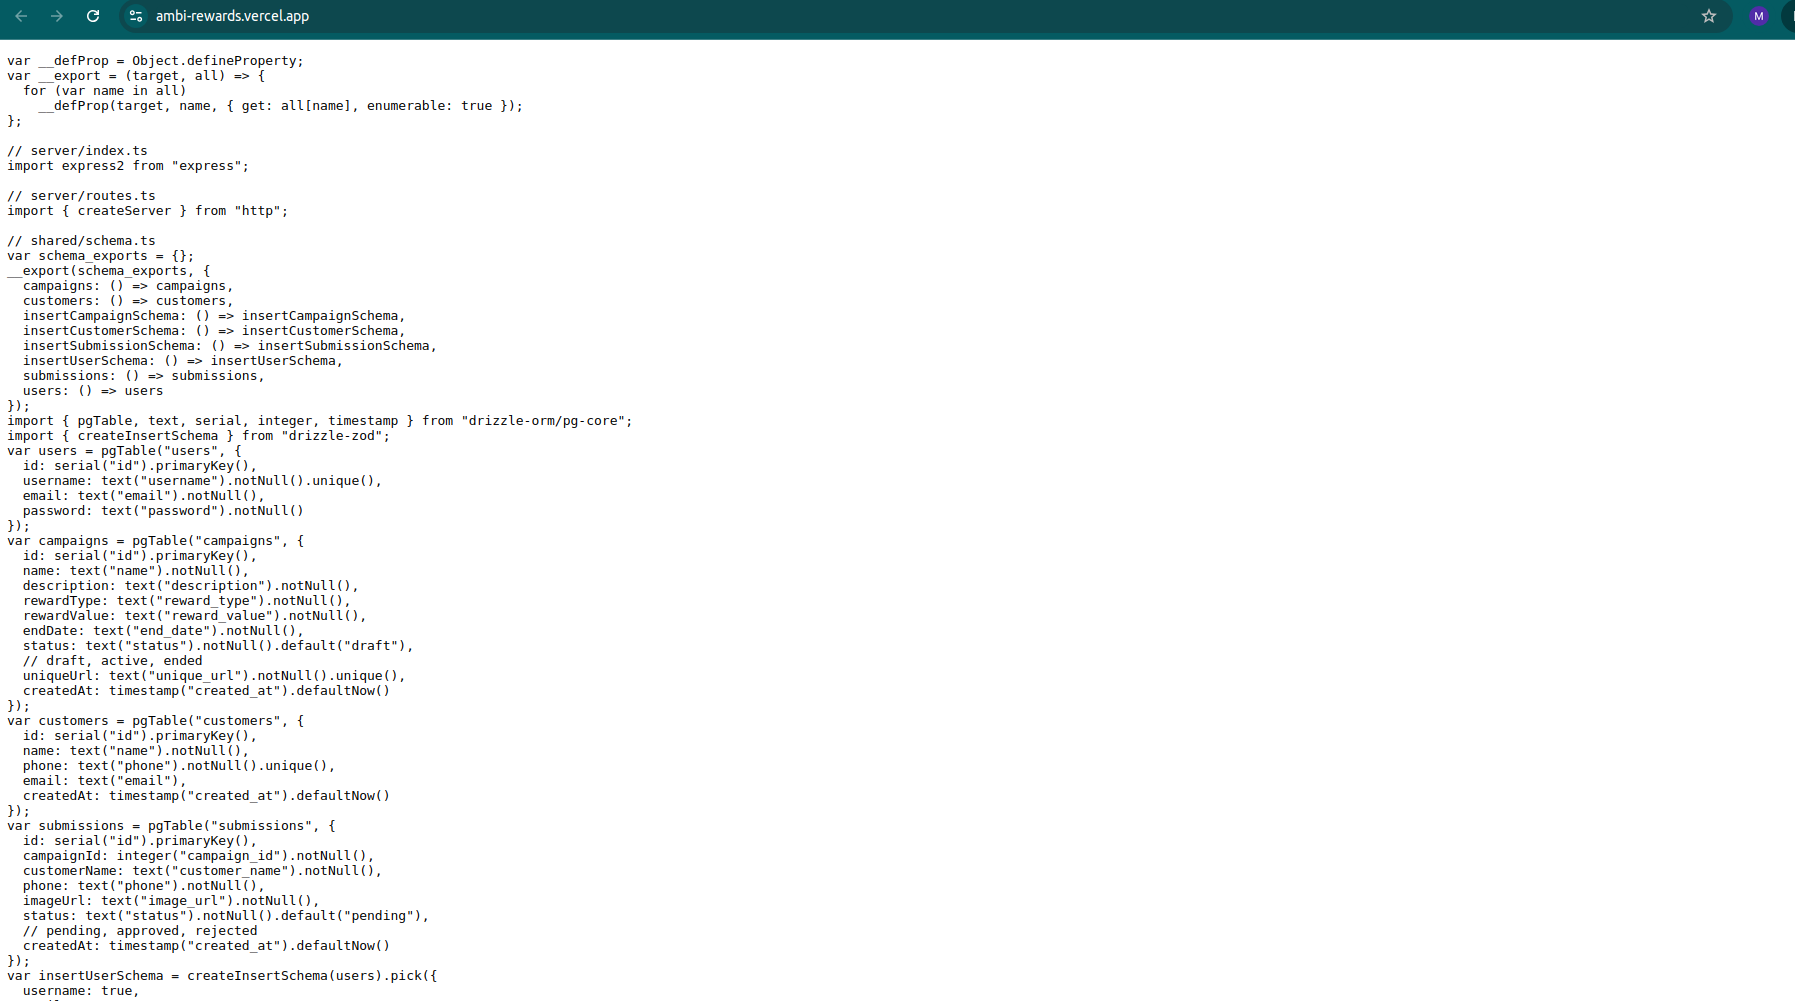 ambi-rewards.vercel.app
M
var __defProp = Object.defineProperty;
var __export = (target, all) => {
  for (var name in all)
    __defProp(target, name, { get: all[name], enumerable: true });
};

// server/index.ts
import express2 from "express";

// server/routes.ts
import { createServer } from "http";

// shared/schema.ts
var schema_exports = {};
__export(schema_exports, {
  campaigns: () => campaigns,
  customers: () => customers,
  insertCampaignSchema: () => insertCampaignSchema,
  insertCustomerSchema: () => insertCustomerSchema,
  insertSubmissionSchema: () => insertSubmissionSchema,
  insertUserSchema: () => insertUserSchema,
  submissions: () => submissions,
  users: () => users
});
import { pgTable, text, serial, integer, timestamp } from "drizzle-orm/pg-core";
import { createInsertSchema } from "drizzle-zod";
var users = pgTable("users", {
  id: serial("id").primaryKey(),
  username: text("username").notNull().unique(),
  email: text("email").notNull(),
  password: text("password").notNull()
});
var campaigns = pgTable("campaigns", {
  id: serial("id").primaryKey(),
  name: text("name").notNull(),
  description: text("description").notNull(),
  rewardType: text("reward_type").notNull(),
  rewardValue: text("reward_value").notNull(),
  endDate: text("end_date").notNull(),
  status: text("status").notNull().default("draft"),
  // draft, active, ended
  uniqueUrl: text("unique_url").notNull().unique(),
  createdAt: timestamp("created_at").defaultNow()
});
var customers = pgTable("customers", {
  id: serial("id").primaryKey(),
  name: text("name").notNull(),
  phone: text("phone").notNull().unique(),
  email: text("email"),
  createdAt: timestamp("created_at").defaultNow()
});
var submissions = pgTable("submissions", {
  id: serial("id").primaryKey(),
  campaignId: integer("campaign_id").notNull(),
  customerName: text("customer_name").notNull(),
  phone: text("phone").notNull(),
  imageUrl: text("image_url").notNull(),
  status: text("status").notNull().default("pending"),
  // pending, approved, rejected
  createdAt: timestamp("created_at").defaultNow()
});
var insertUserSchema = createInsertSchema(users).pick({
  username: true,